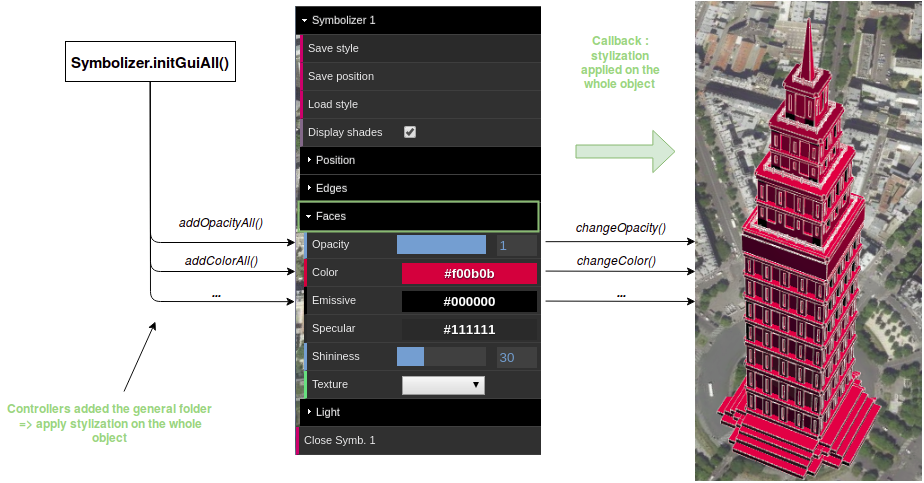 Symbolizer.initGuiAll()
addOpacityAll()
addColorAll()
...
Controllers added the general folder
=> apply stylization on the whole
object
Symbolizer 1
Save style
Save position
Load style
Display shades
Position
Edges
Faces
Opacity 1
Color #f00b0b
Emissive #000000
Specular #111111
Shininess 30
Texture
Light
Close Symb. 1
Callback :
stylization
applied on the
whole object
changeOpacity()
changeColor()
...